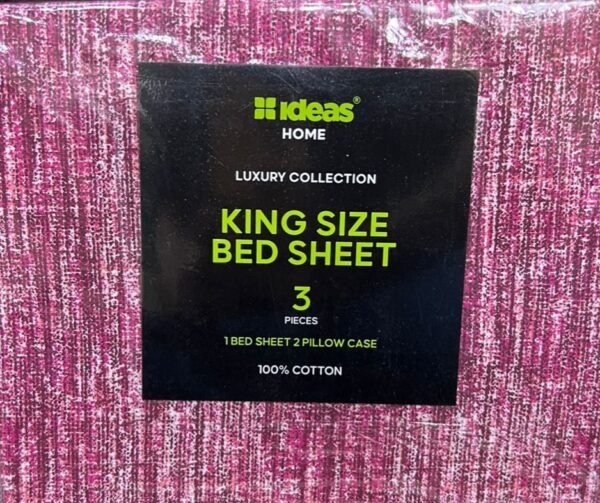 ideas®
HOME
LUXURY COLLECTION
KING SIZE
BED SHEET
3
PIECES
1 BED SHEET 2 PILLOW CASE
100% COTTON